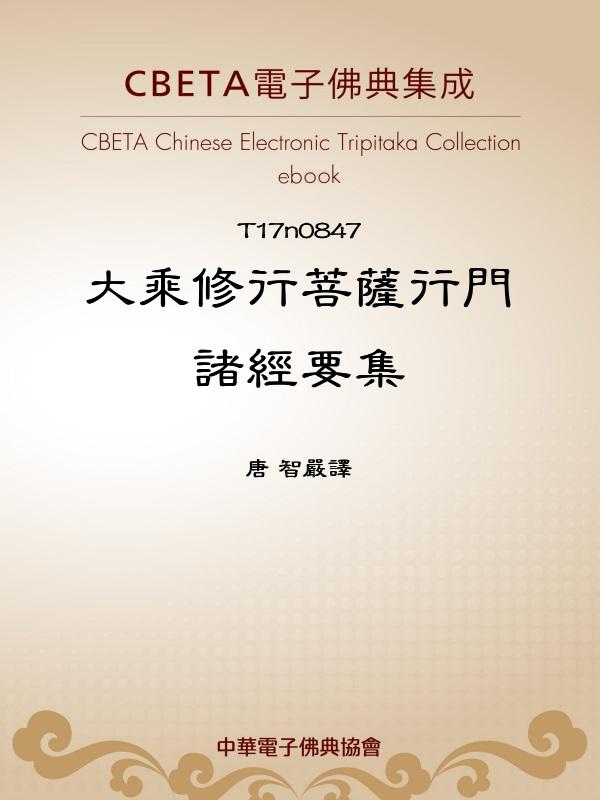 CBETA電子佛典集成
CBETA Chinese Electronic Tripitaka Collection
ebook
T17n0847
大乘修行菩薩行門
諸經要集
唐 智嚴譯
中華電子佛典協會